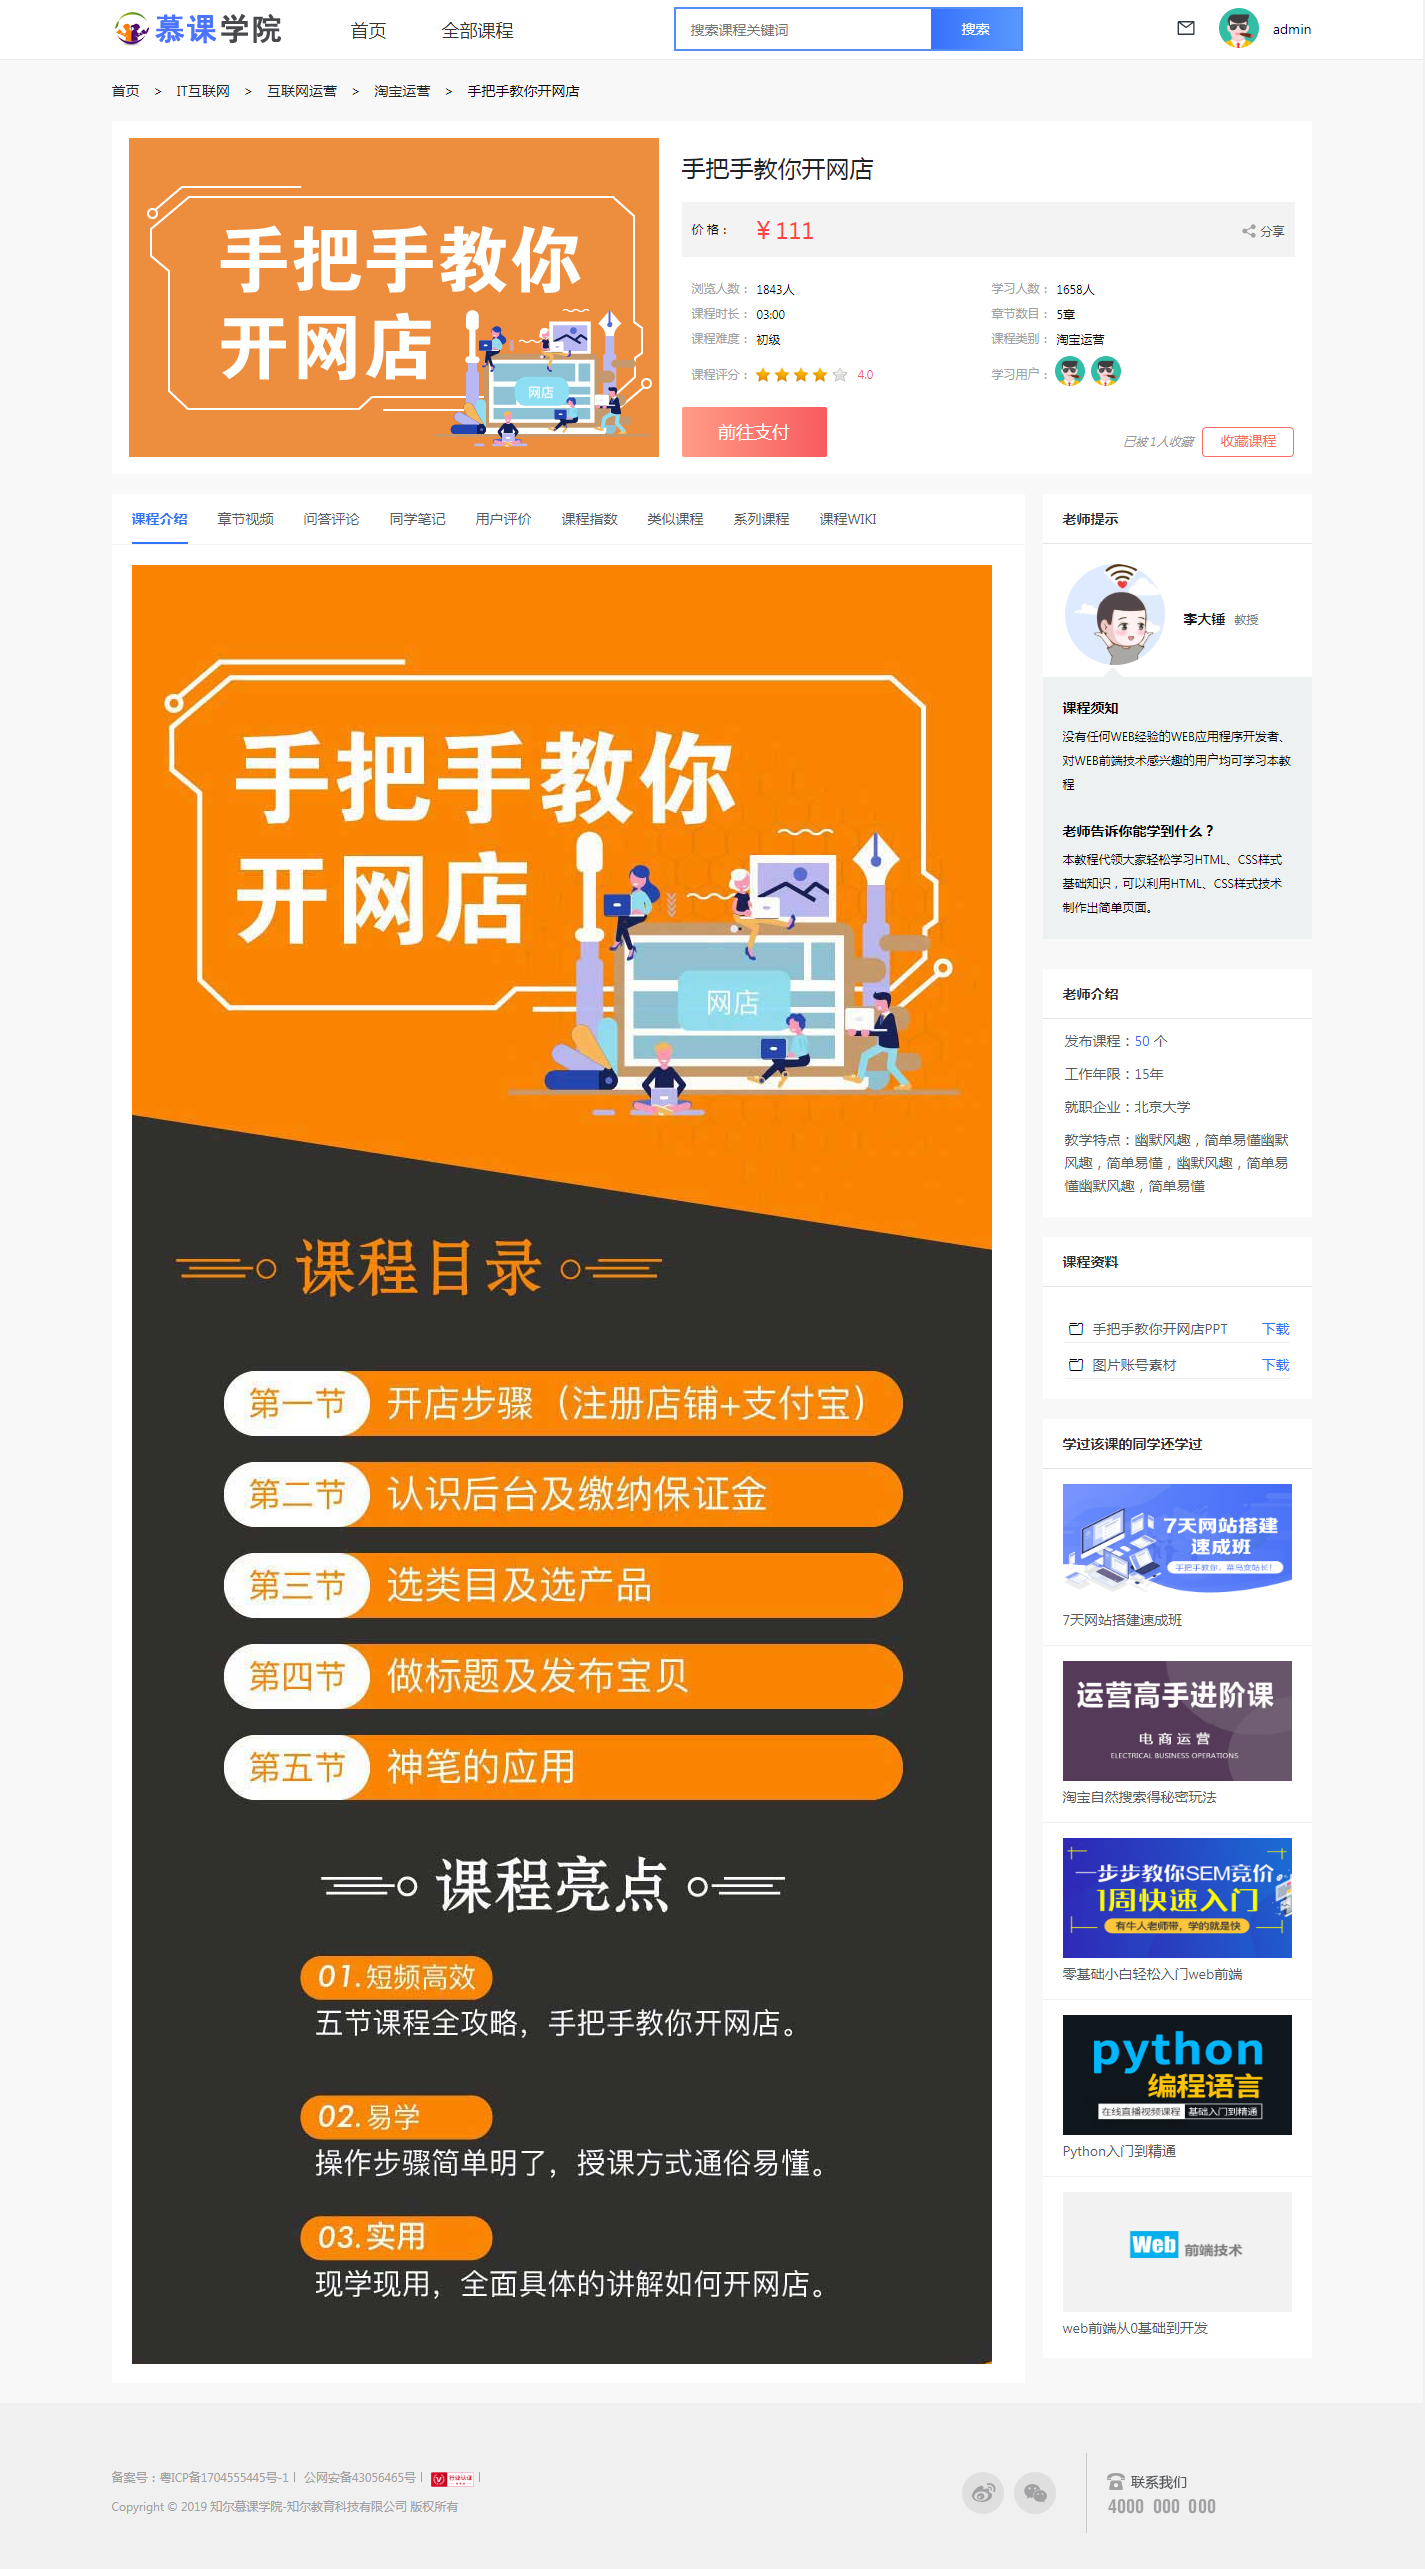 慕课学院
首页
全部课程
搜索课程关键词
搜索
admin
首页 > IT互联网 > 互联网运营 > 淘宝运营 > 手把手教你开网店
手把手教你
开网店
网店
手把手教你开网店
价 格： ￥111
分享
浏览人数： 1843人
学习人数： 1658人
课程时长： 03:00
章节数目： 5章
课程难度： 初级
课程类别： 淘宝运营
课程评分： 4.0
学习用户：
前往支付
已被1人收藏
收藏课程
课程介绍 章节视频 问答评论 同学笔记 用户评价 课程指数 类似课程 系列课程 课程WIKI
手把手教你
开网店
网店
课程目录
第一节 开店步骤（注册店铺+支付宝）
第二节 认识后台及缴纳保证金
第三节 选类目及选产品
第四节 做标题及发布宝贝
第五节 神笔的应用
课程亮点
01.短频高效
五节课程全攻略，手把手教你开网店。
02.易学
操作步骤简单明了，授课方式通俗易懂。
03.实用
现学现用，全面具体的讲解如何开网店。
老师提示
李大锤 教授
课程须知
没有任何WEB经验的WEB应用程序开发者、
对WEB前端技术感兴趣的用户均可学习本教
程
老师告诉你能学到什么？
本教程代领大家轻松学习HTML、CSS样式
基础知识，可以利用HTML、CSS样式技术
制作出简单页面。
老师介绍
发布课程：50 个
工作年限：15年
就职企业：北京大学
教学特点：幽默风趣，简单易懂幽默
风趣，简单易懂，幽默风趣，简单易
懂幽默风趣，简单易懂
课程资料
手把手教你开网店PPT 下载
图片账号素材 下载
学过该课的同学还学过
7天网站搭建
速成班
手把手教你，菜鸟变站长！
7天网站搭建速成班
运营高手进阶课
电商运营
ELECTRICAL BUSINESS OPERATIONS
淘宝自然搜索得秘密玩法
一步步教你SEM竞价
1周快速入门
有牛人老师带，学的就是快
零基础小白轻松入门web前端
python
编程语言
在线直播视频课程 基础入门到精通
Python入门到精通
Web 前端技术
web前端从0基础到开发
备案号：粤ICP备1704555445号-1 | 公网安备43056465号 | 行业认证 |
Copyright © 2019 知尔慕课学院-知尔教育科技有限公司 版权所有
联系我们
4000 000 000